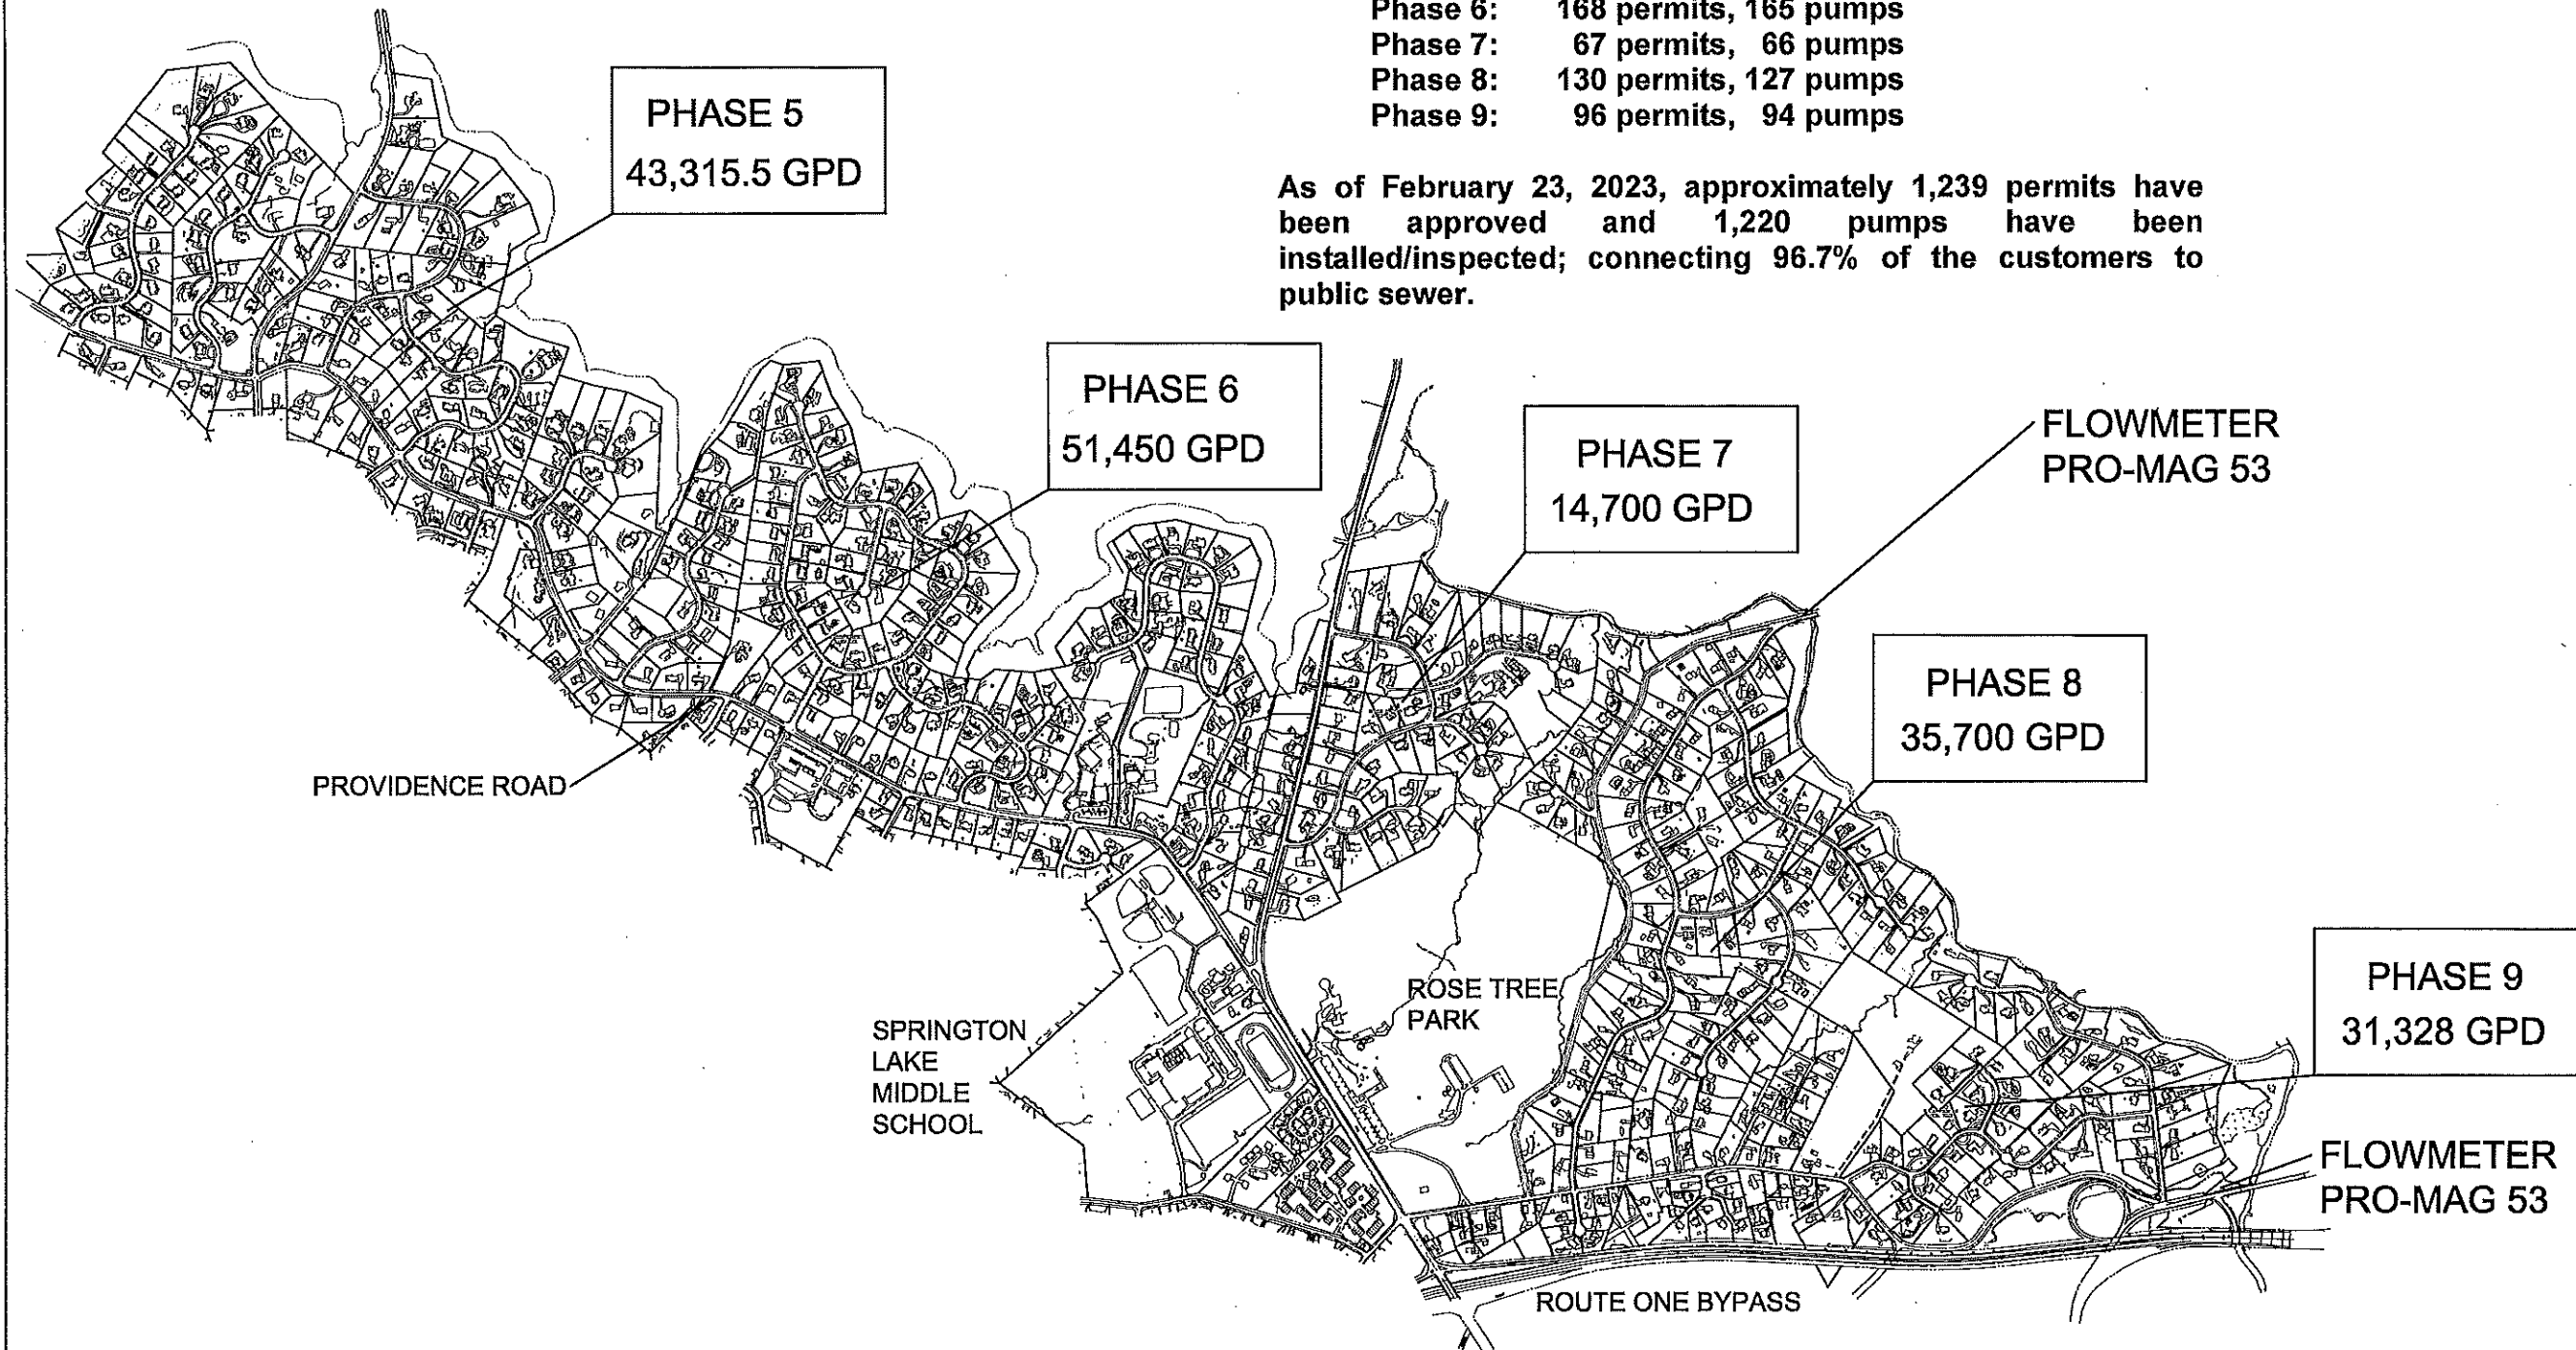 Phase 6: 168 permits, 165 pumps
Phase 7: 67 permits, 66 pumps
Phase 8: 130 permits, 127 pumps
Phase 9: 96 permits, 94 pumps
As of February 23, 2023, approximately 1,239 permits have
been approved and 1,220 pumps have been
installed/inspected; connecting 96.7% of the customers to
public sewer.
PHASE 5
43,315.5 GPD
PHASE 6
51,450 GPD
PHASE 7
14,700 GPD
FLOWMETER
PRO-MAG 53
PHASE 8
35,700 GPD
PROVIDENCE ROAD
PHASE 9
31,328 GPD
ROSE TREE
PARK
SPRINGTON
LAKE
MIDDLE
SCHOOL
FLOWMETER
PRO-MAG 53
ROUTE ONE BYPASS